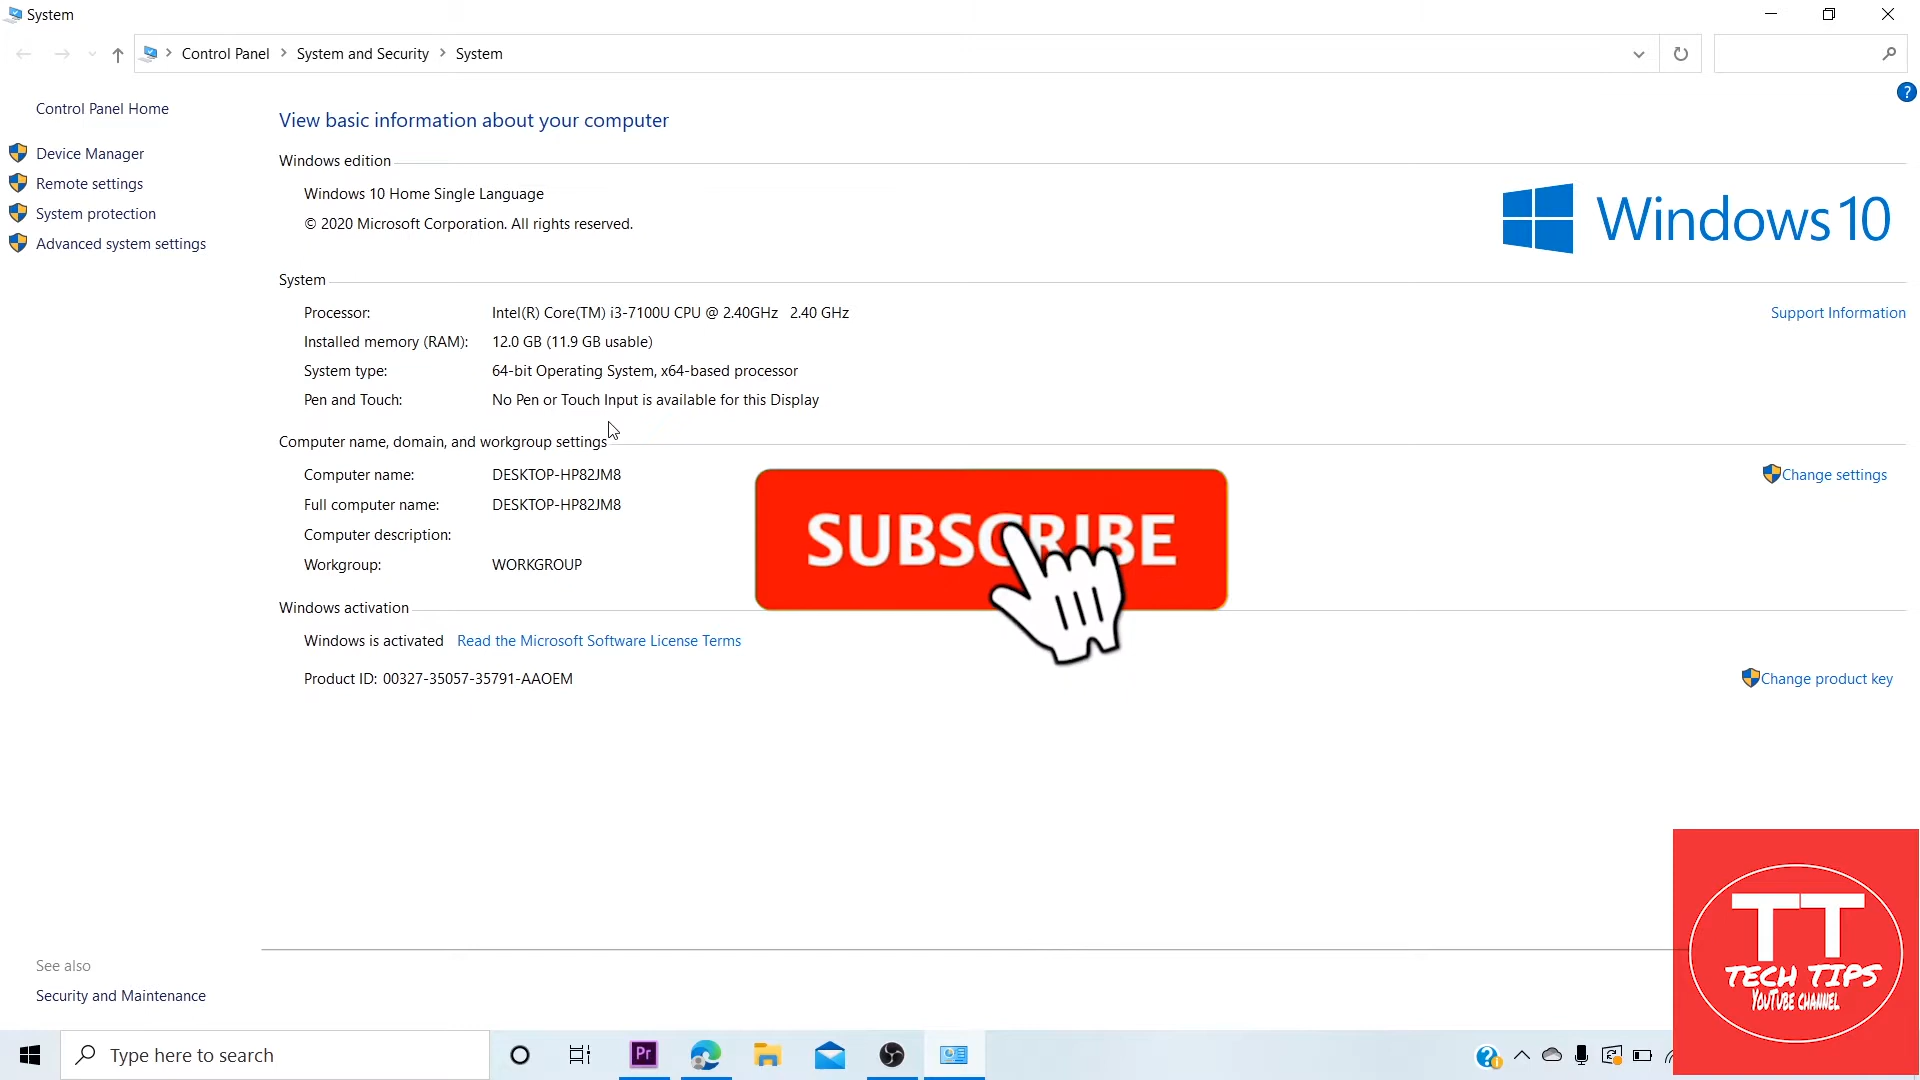 System
Control Panel > System and Security > System
?
Control Panel Home
Device Manager
Remote settings
System protection
Advanced system settings
View basic information about your computer
Windows edition
Windows 10 Home Single Language
© 2020 Microsoft Corporation. All rights reserved.
Windows 10
System
Processor: Intel(R) Core(TM) i3-7100U CPU @ 2.40GHz 2.40 GHz
Support Information
Installed memory (RAM): 12.0 GB (11.9 GB usable)
System type: 64-bit Operating System, x64-based processor
Pen and Touch: No Pen or Touch Input is available for this Display
Computer name, domain, and workgroup settings
Computer name: DESKTOP-HP82JM8
Change settings
Full computer name: DESKTOP-HP82JM8
Computer description:
Workgroup: WORKGROUP
SUBSCRIBE
Windows activation
Windows is activated Read the Microsoft Software License Terms
Product ID: 00327-35057-35791-AAOEM
Change product key
See also
Security and Maintenance
TT
TECH TIPS
YouTube CHANNEL
Type here to search
Pr
?